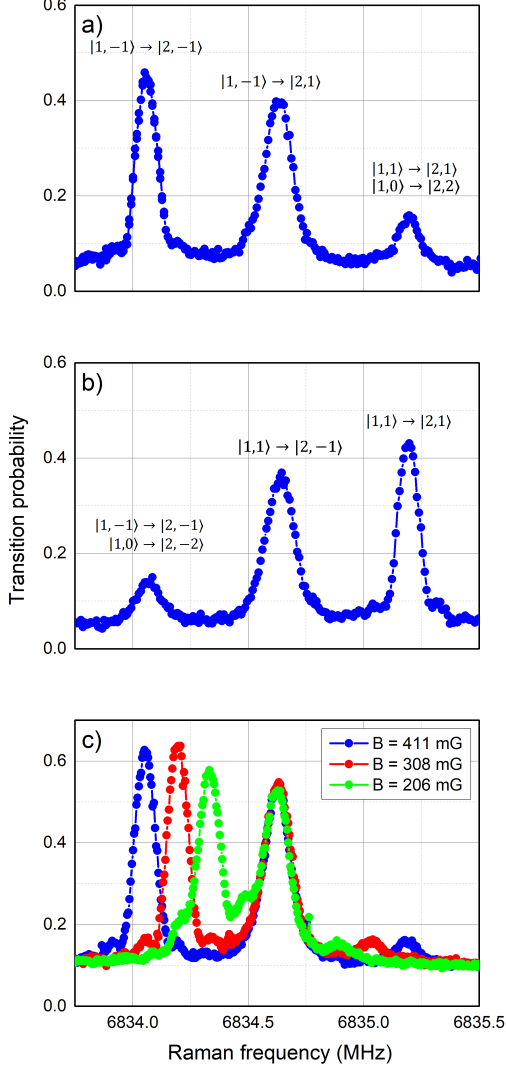 a)
|1, −1⟩ → |2, −1⟩
|1, −1⟩ → |2,1⟩
|1,1⟩ → |2,1⟩
|1,0⟩ → |2,2⟩
0.6
0.4
0.2
0.0
b)
|1,1⟩ → |2,1⟩
|1,1⟩ → |2, −1⟩
|1, −1⟩ → |2, −1⟩
|1,0⟩ → |2, −2⟩
0.6
0.4
0.2
0.0
Transition probability
c)
B = 411 mG
B = 308 mG
B = 206 mG
0.6
0.4
0.2
0.0
6834.0 6834.5 6835.0 6835.5
Raman frequency (MHz)